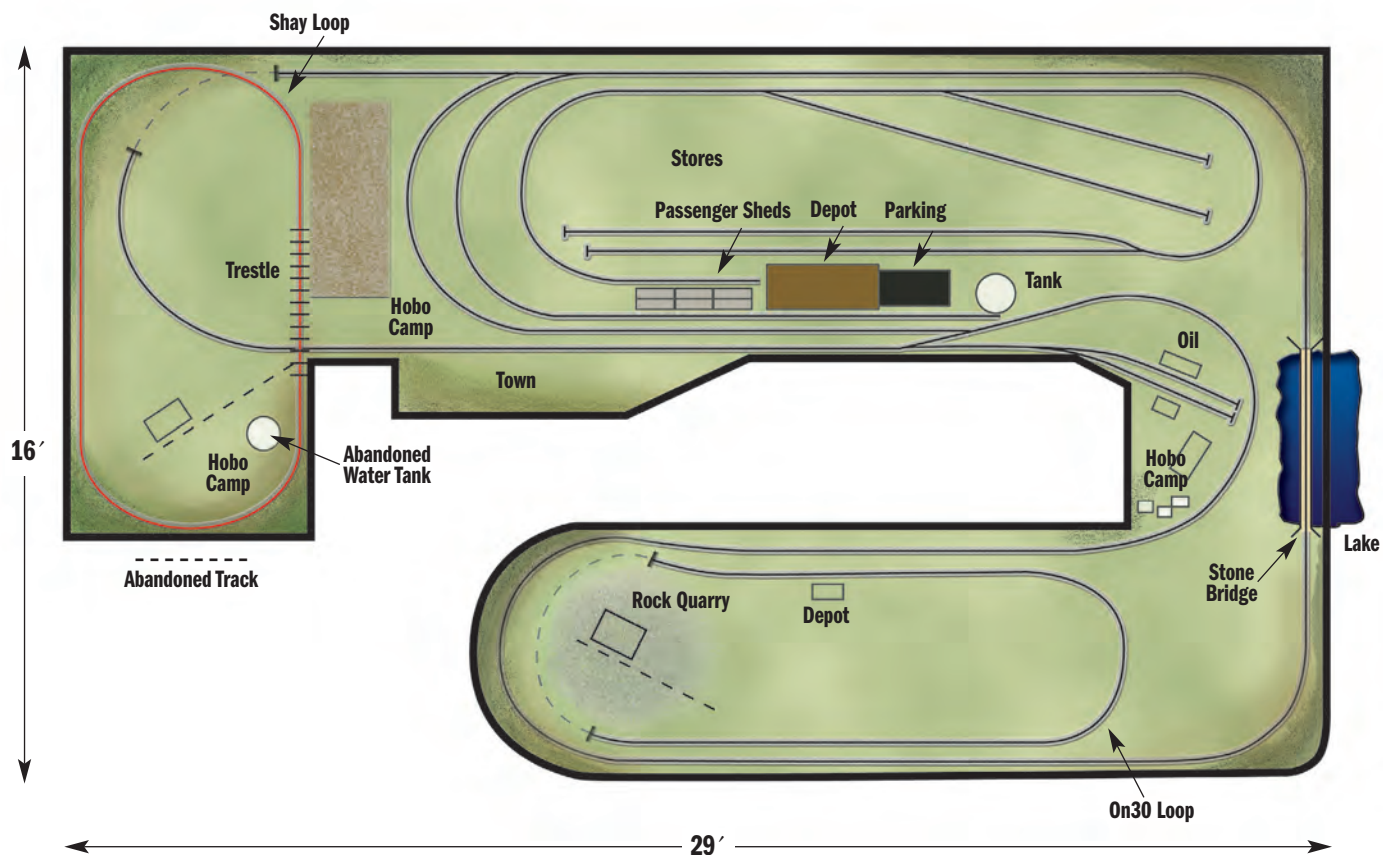 Shay Loop
Stores
Passenger Sheds
Depot
Parking
Trestle
Tank
Hobo
Camp
Oil
Town
16′
Hobo
Camp
Abandoned
Water Tank
Hobo
Camp
Lake
Abandoned Track
Stone
Bridge
Rock Quarry
Depot
On30 Loop
29′